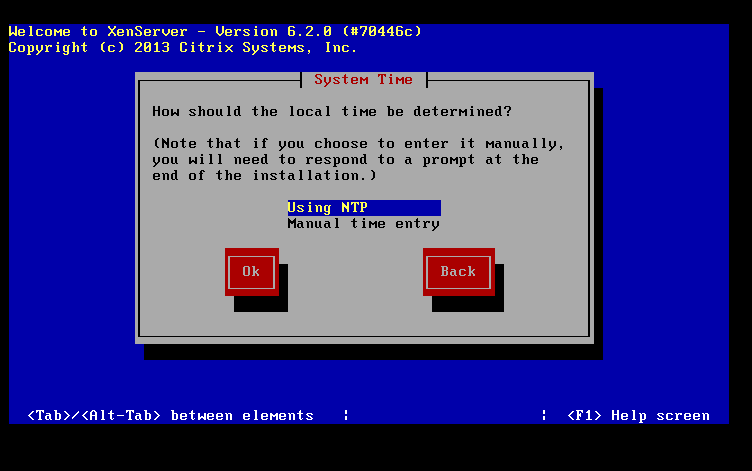 Welcome to XenServer - Version 6.2.0 (#70446c)
Copyright (c) 2013 Citrix Systems, Inc.
System Time
How should the local time be determined?
(Note that if you choose to enter it manually,
you will need to respond to a prompt at the
end of the installation.)
Using NTP
Manual time entry
Ok Back
<Tab>/<Alt-Tab> between elements | | <F1> Help screen